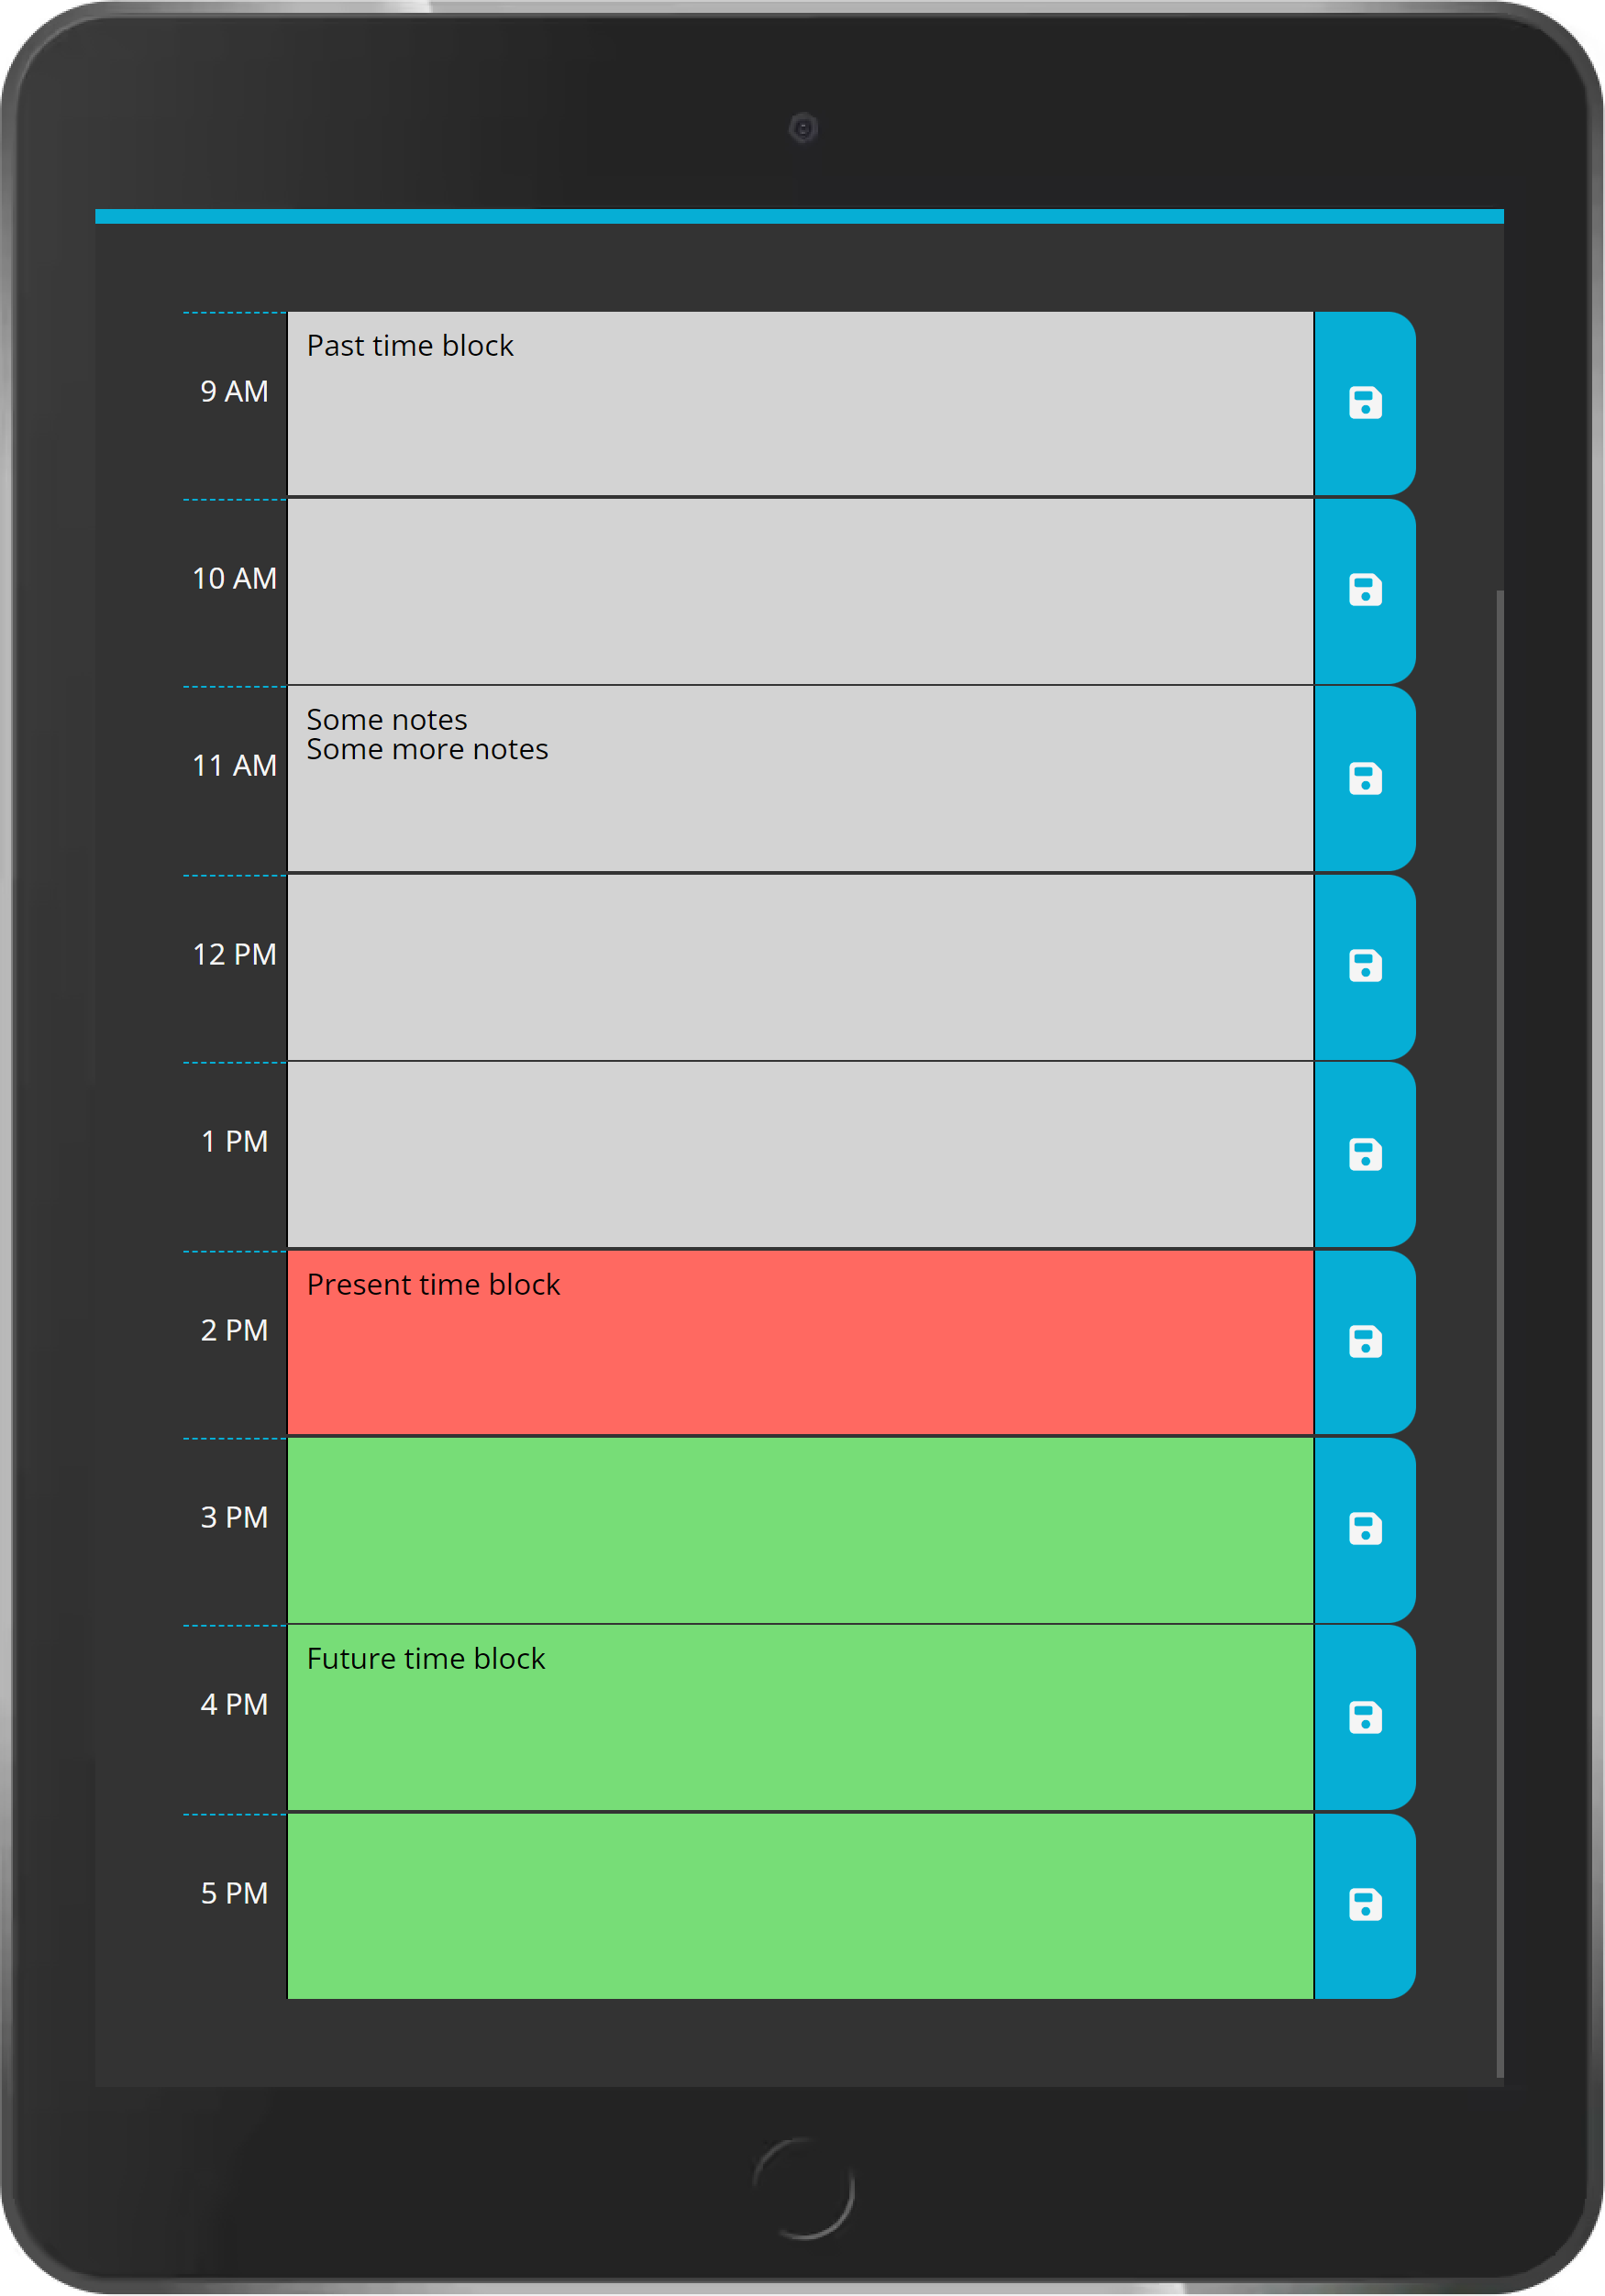 Past time block
9 AM
10 AM
Some notes
Some more notes
11 AM
12 PM
1 PM
Present time block
2 PM
3 PM
Future time block
4 PM
5 PM